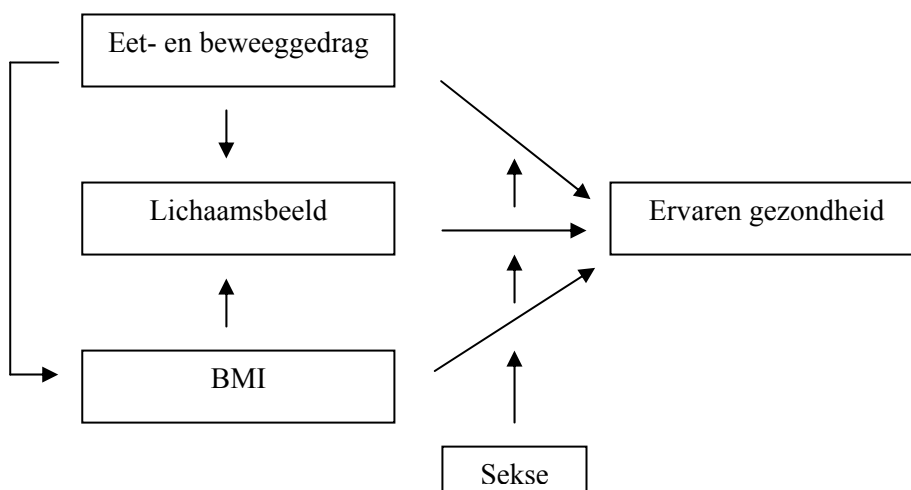 Eet- en beweeggedrag
Lichaamsbeeld
Ervaren gezondheid
BMI
Sekse